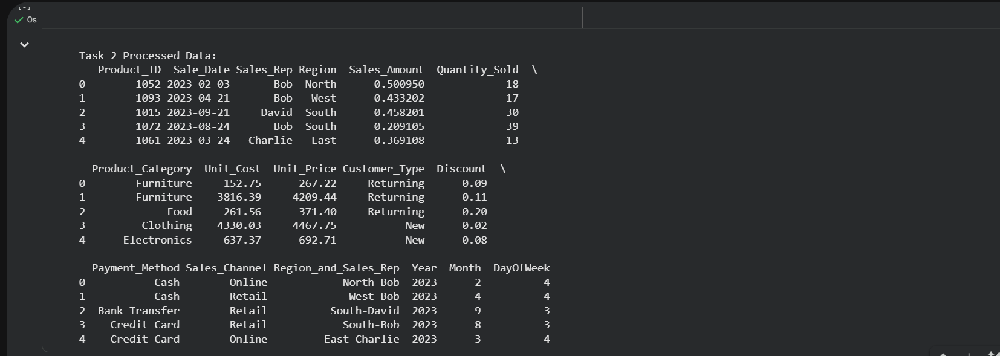 0s
Task 2 Processed Data:
   Product_ID  Sale_Date Sales_Rep Region  Sales_Amount  Quantity_Sold  \
0        1052 2023-02-03       Bob  North      0.500950             18
1        1093 2023-04-21       Bob   West      0.433202             17
2        1015 2023-09-21     David  South      0.458201             30
3        1072 2023-08-24       Bob  South      0.209105             39
4        1061 2023-03-24   Charlie   East      0.369108             13
  Product_Category  Unit_Cost  Unit_Price Customer_Type  Discount  \
0        Furniture     152.75      267.22     Returning      0.09
1        Furniture    3816.39     4209.44     Returning      0.11
2             Food     261.56      371.40     Returning      0.20
3         Clothing    4330.03     4467.75           New      0.02
4      Electronics     637.37      692.71           New      0.08
  Payment_Method Sales_Channel Region_and_Sales_Rep  Year  Month  DayOfWeek
0           Cash        Online            North-Bob  2023      2          4
1           Cash        Retail             West-Bob  2023      4          4
2  Bank Transfer        Retail          South-David  2023      9          3
3    Credit Card        Retail            South-Bob  2023      8          3
4    Credit Card        Online         East-Charlie  2023      3          4